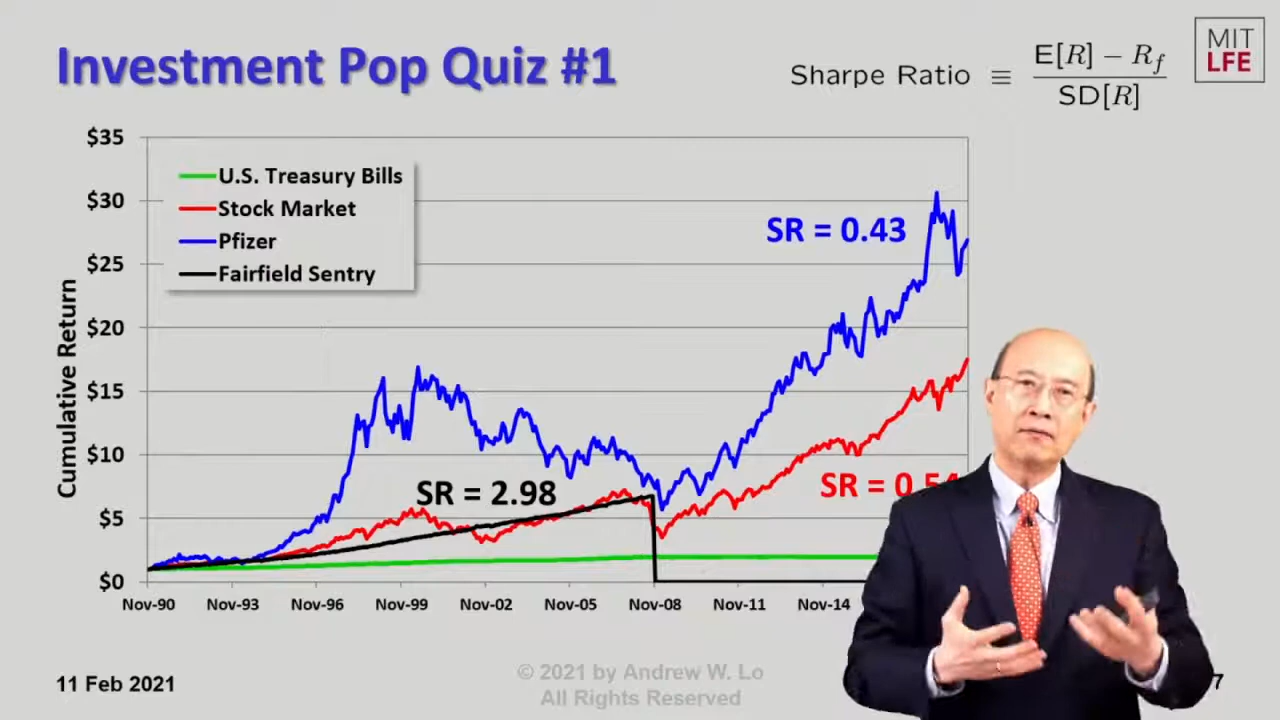 Investment Pop Quiz #1
Sharpe Ratio ≡ E[R] − Rf
SD[R]
MIT
LFE
$35
$30
$25
$20
$15
$10
$5
$0
Cumulative Return
U.S. Treasury Bills
Stock Market
Pfizer
Fairfield Sentry
SR = 0.43
SR = 2.98
SR = 0.54
Nov-90 Nov-93 Nov-96 Nov-99 Nov-02 Nov-05 Nov-08 Nov-11 Nov-14
11 Feb 2021
© 2021 by Andrew W. Lo
All Rights Reserved
7